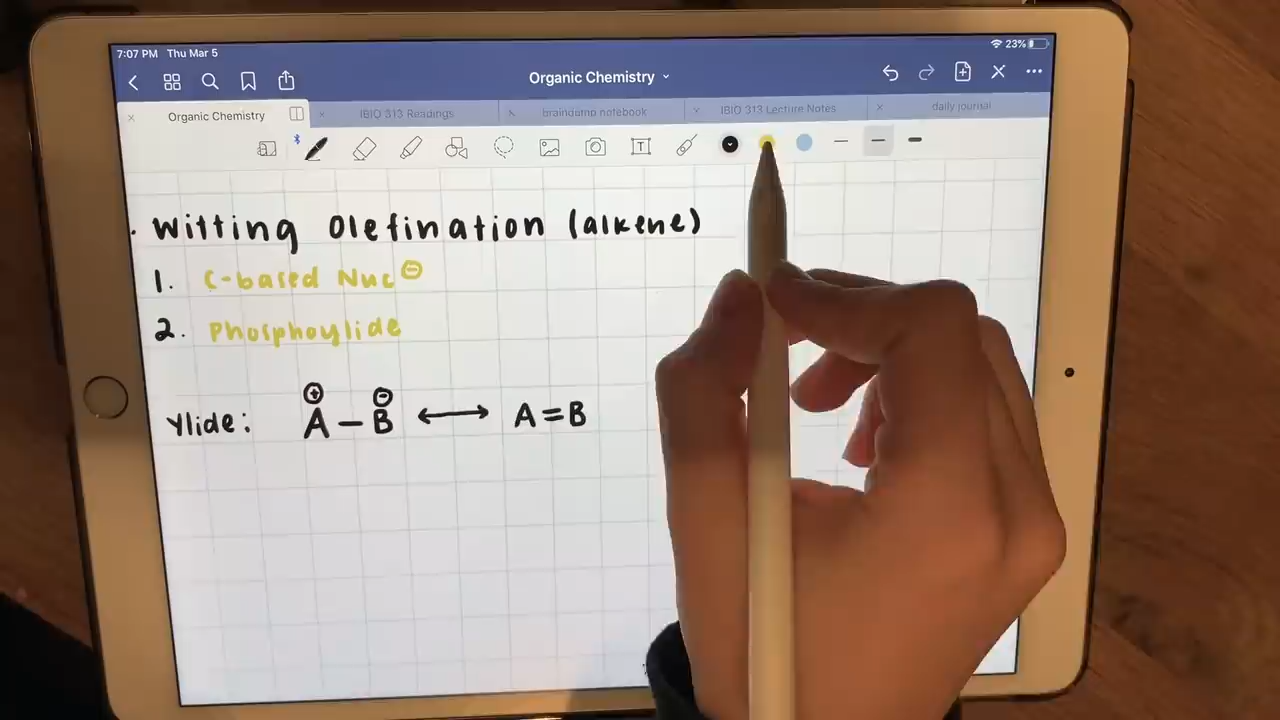 7:07 PM Thu Mar 5 23%
Organic Chemistry
Organic Chemistry IBIO 313 Readings braindump notebook IBIO 313 Lecture Notes daily journal
T
. Witting Olefination (alkene)
1. C-based Nuc⊖
2. Phosphoylide
Ylide: A⊕ — B⊖ ⟷ A=B